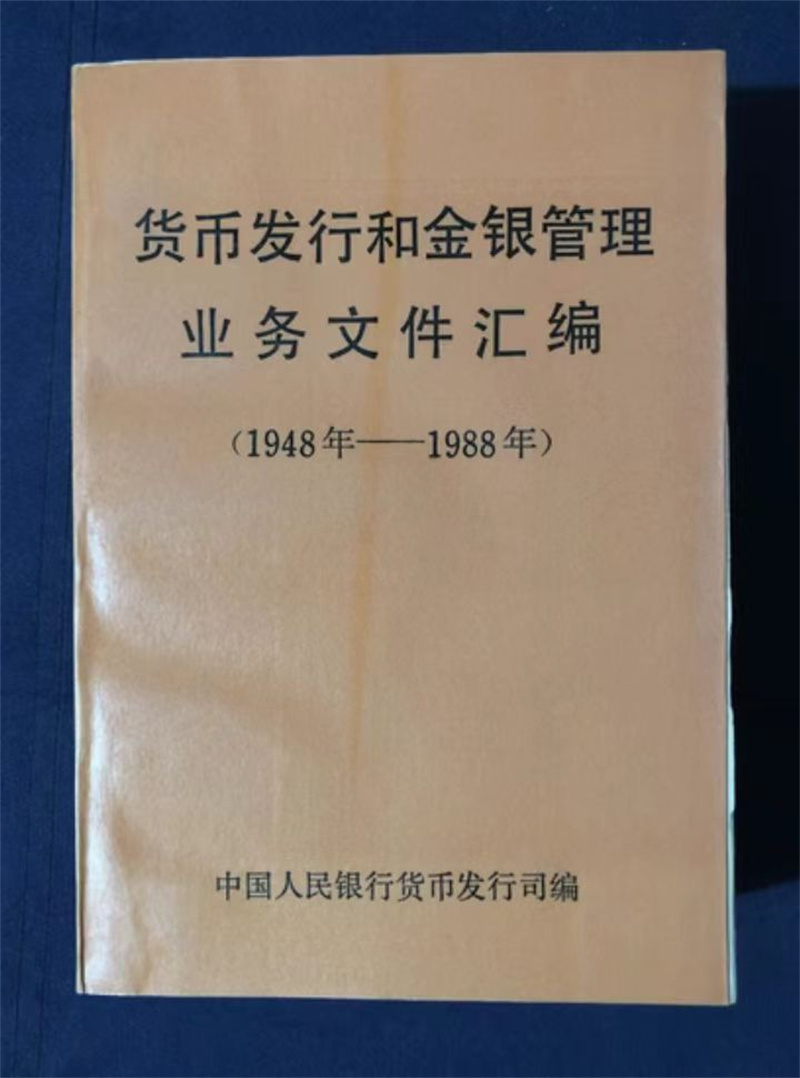 货币发行和金银管理
业务文件汇编
（1948年——1988年）
中国人民银行货币发行司编